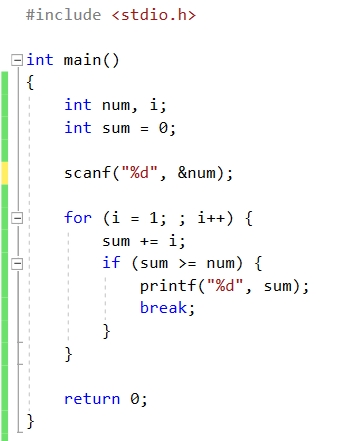 #include <stdio.h>
int main()
{
int num, i;
int sum = 0;
scanf("%d", &num);
for (i = 1; ; i++) {
sum += i;
if (sum >= num) {
printf("%d", sum);
break;
}
}
return 0;
}